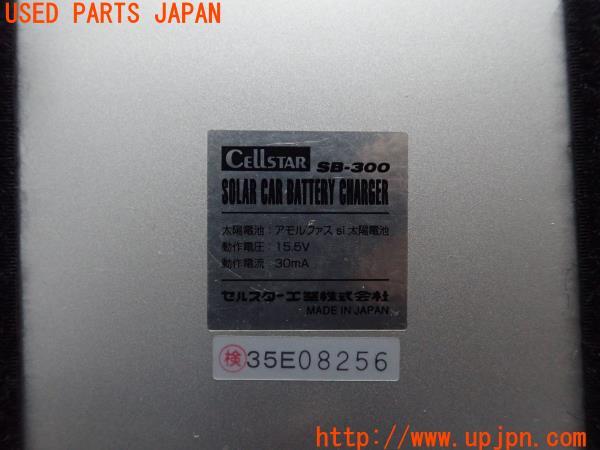 USED PARTS JAPAN
CELLSTAR SB-300
SOLAR CAR BATTERY CHARGER
太陽電池:アモルファス si 太陽電池
動作電圧:15.5V
動作電流:30mA
セルスター工業株式会社
MADE IN JAPAN
検 35E08256
http://www.upjpn.com